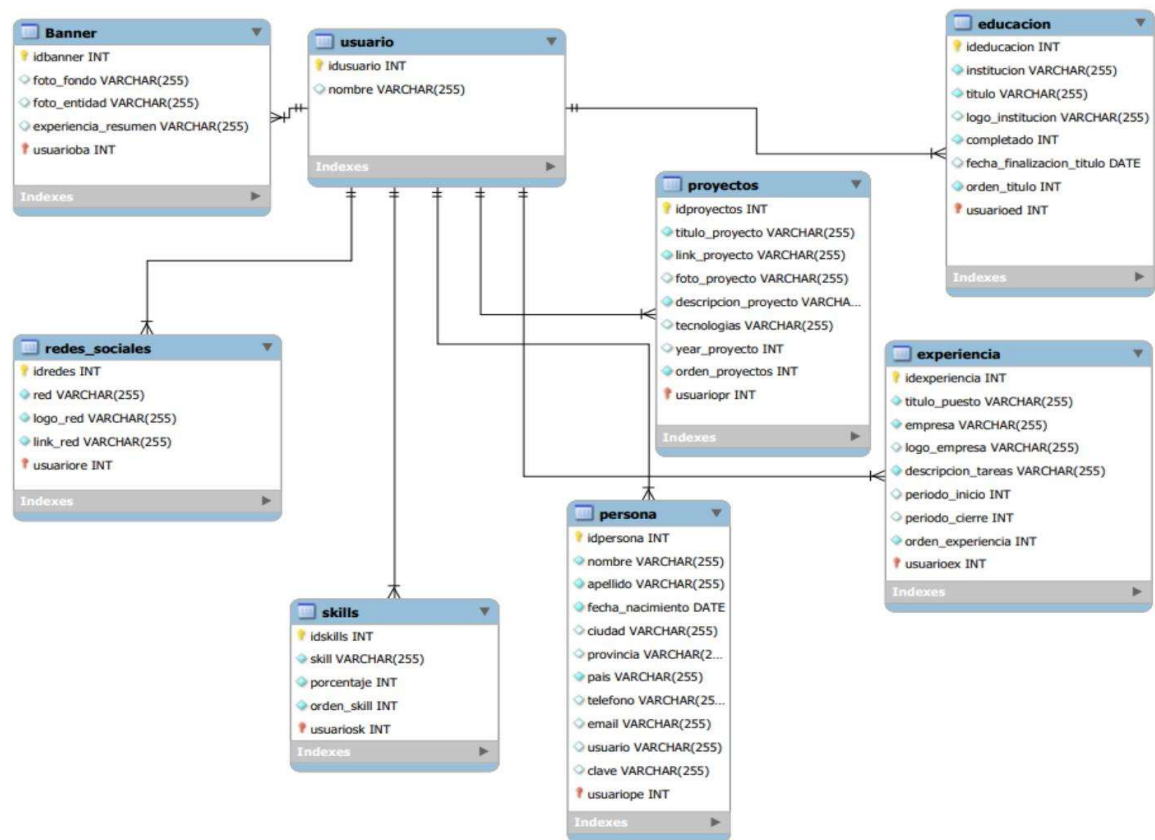 Banner
idbanner INT
foto_fondo VARCHAR(255)
foto_entidad VARCHAR(255)
experiencia_resumen VARCHAR(255)
usuarioba INT
Indexes
usuario
idusuario INT
nombre VARCHAR(255)
Indexes
educacion
ideducacion INT
institucion VARCHAR(255)
titulo VARCHAR(255)
logo_institucion VARCHAR(255)
completado INT
fecha_finalizacion_titulo DATE
orden_titulo INT
usuarioed INT
Indexes
proyectos
idproyectos INT
titulo_proyecto VARCHAR(255)
link_proyecto VARCHAR(255)
foto_proyecto VARCHAR(255)
descripcion_proyecto VARCHA...
tecnologias VARCHAR(255)
year_proyecto INT
orden_proyectos INT
usuariopr INT
Indexes
redes_sociales
idredes INT
red VARCHAR(255)
logo_red VARCHAR(255)
link_red VARCHAR(255)
usuariore INT
Indexes
experiencia
idexperiencia INT
titulo_puesto VARCHAR(255)
empresa VARCHAR(255)
logo_empresa VARCHAR(255)
descripcion_tareas VARCHAR(255)
periodo_inicio INT
periodo_cierre INT
orden_experiencia INT
usuarioex INT
Indexes
persona
idpersona INT
nombre VARCHAR(255)
apellido VARCHAR(255)
fecha_nacimiento DATE
ciudad VARCHAR(255)
provincia VARCHAR(2...
pais VARCHAR(255)
telefono VARCHAR(25...
email VARCHAR(255)
usuario VARCHAR(255)
clave VARCHAR(255)
usuariope INT
Indexes
skills
idskills INT
skill VARCHAR(255)
porcentaje INT
orden_skill INT
usuariosk INT
Indexes